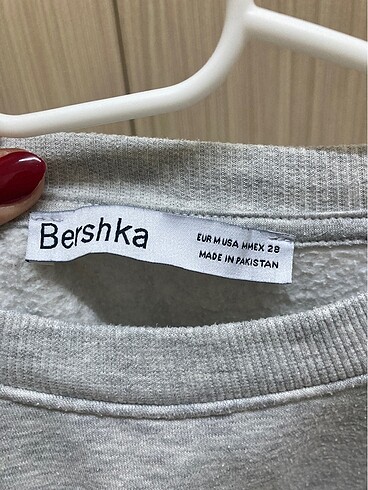 Bershka
EUR M USA M MEX 28
MADE IN PAKISTAN